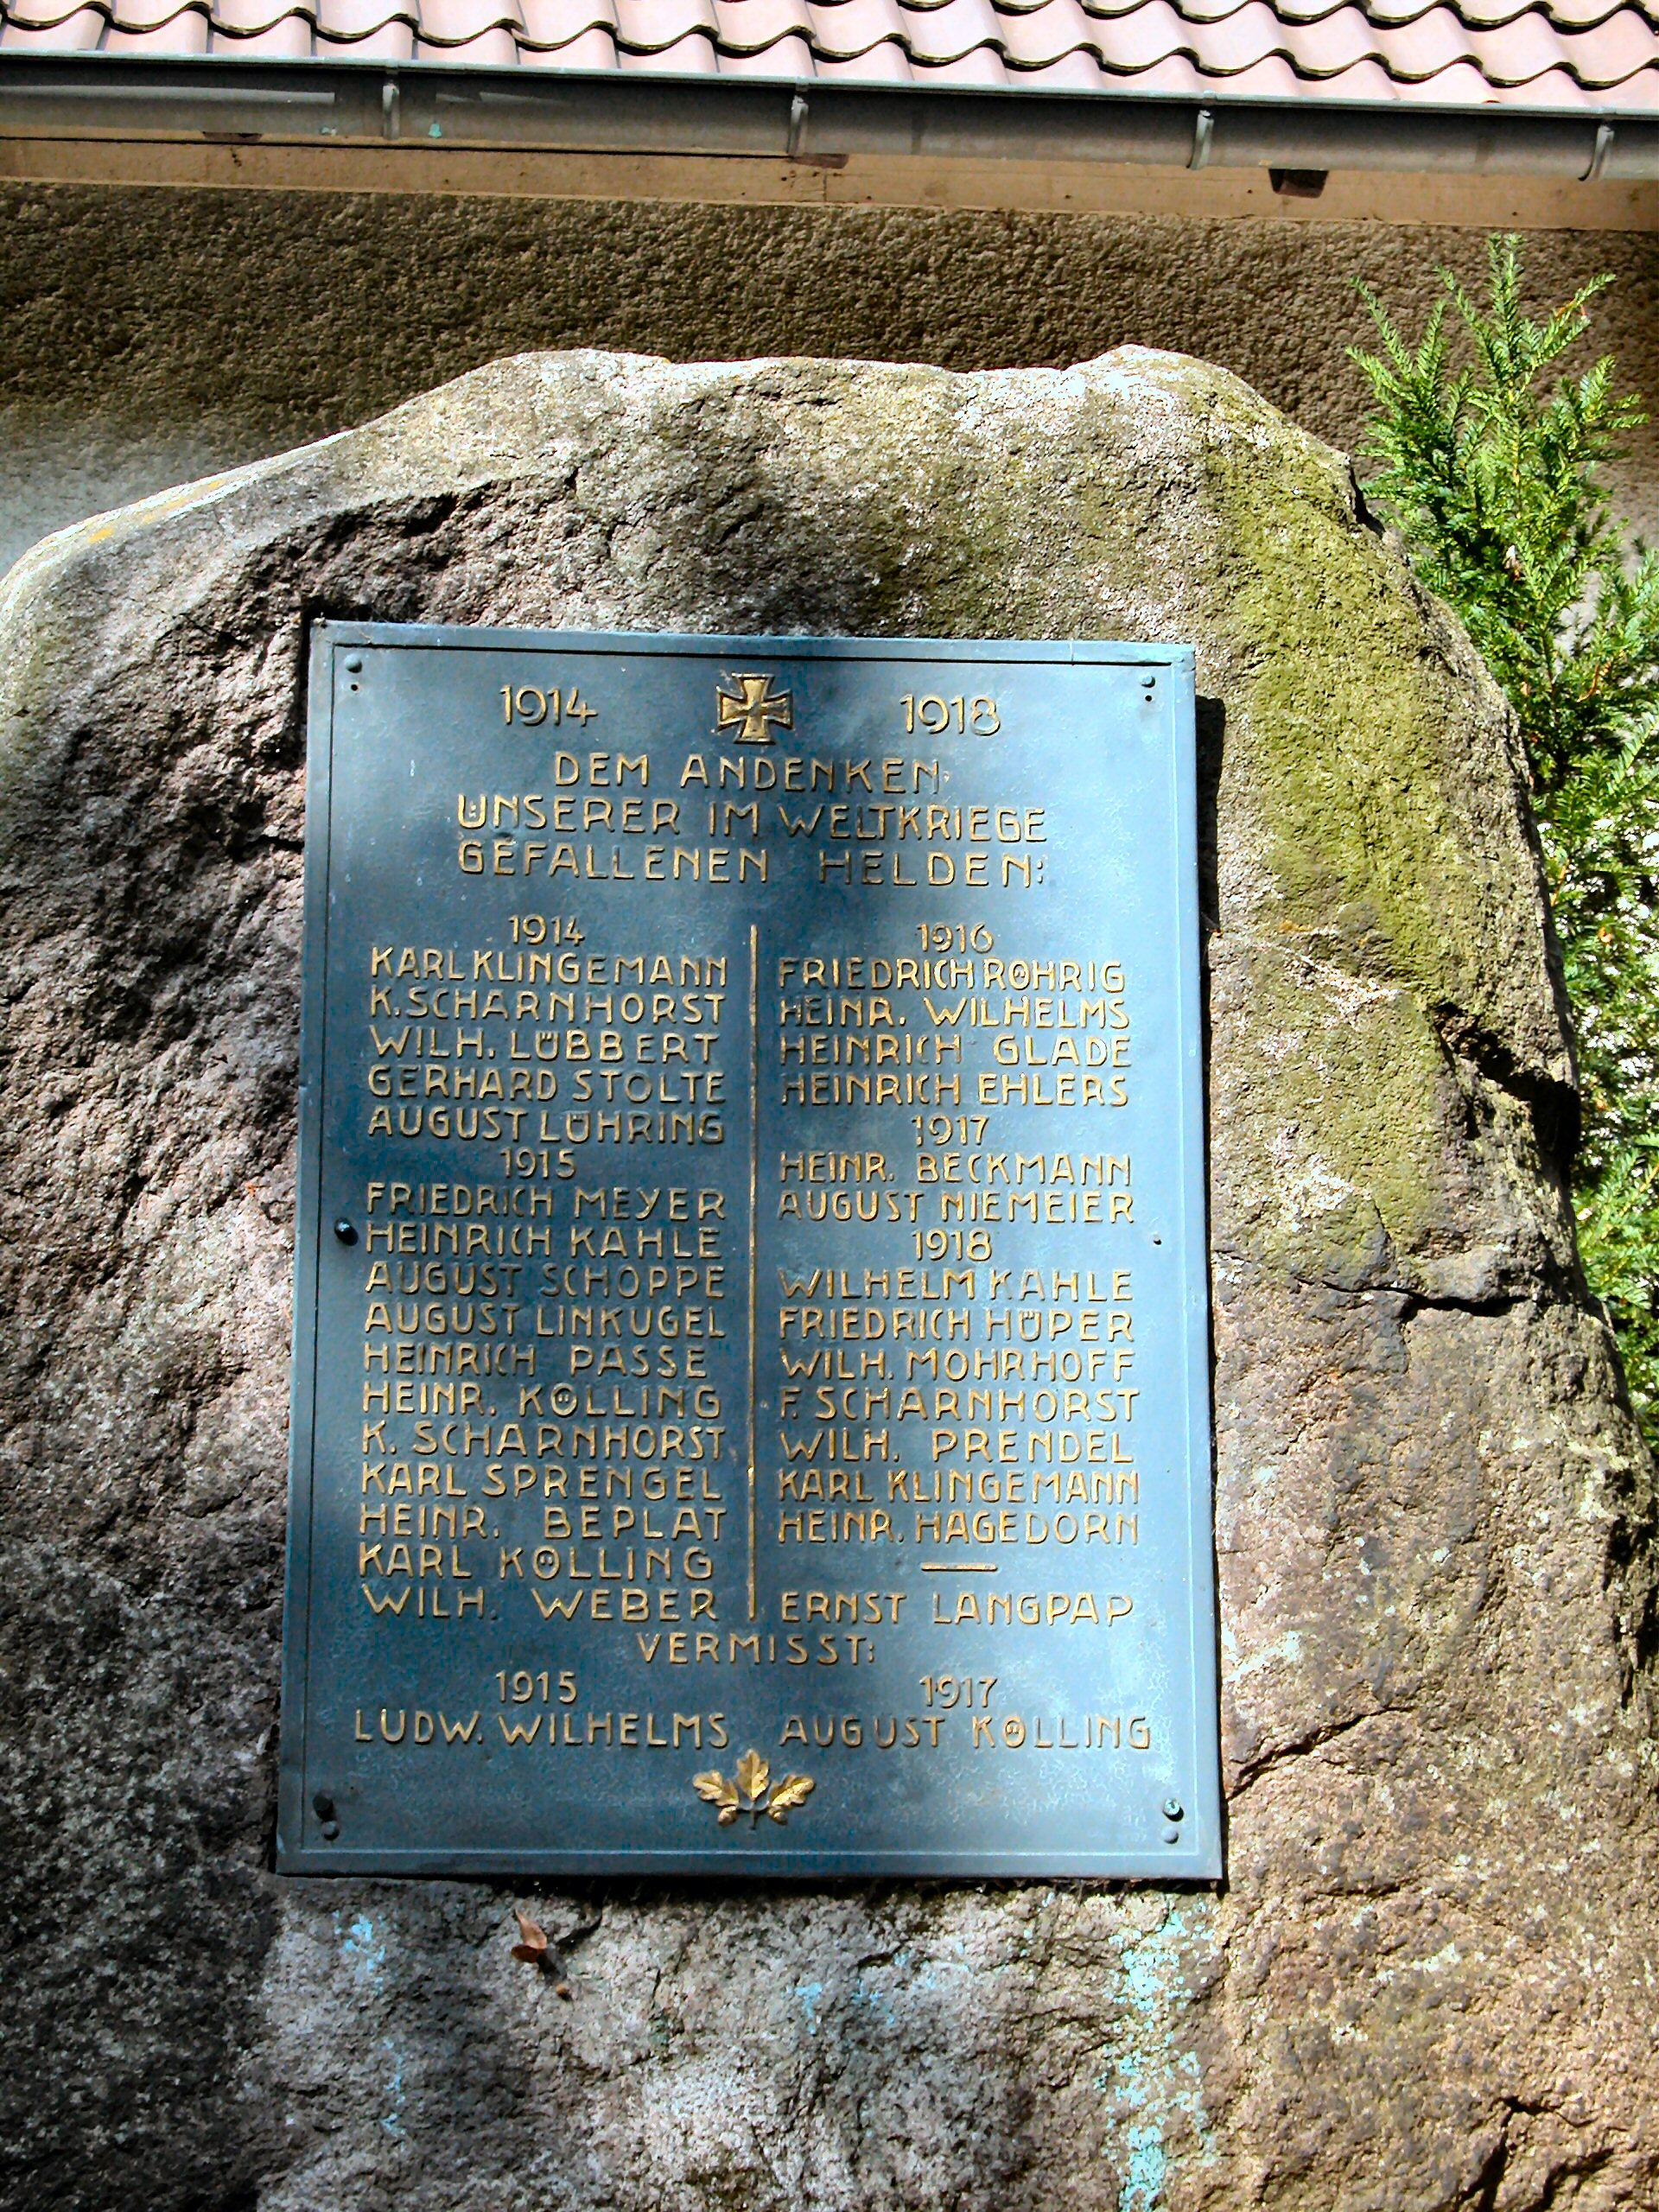 1914 1918
DEM ANDENKEN
UNSERER IM WELTKRIEGE
GEFALLENEN HELDEN:
1914
KARL KLINGEMANN
K. SCHARNHORST
WILH. LÜBBERT
GERHARD STOLTE
AUGUST LÜHRING
1915
FRIEDRICH MEYER
HEINRICH KAHLE
AUGUST SCHOPPE
AUGUST LINKUGEL
HEINRICH PASSE
HEINR. KÖLLING
K. SCHARNHORST
KARL SPRENGEL
HEINR. BEPLAT
KARL KÖLLING
WILH. WEBER
1916
FRIEDRICH RÖHRIG
HEINR. WILHELMS
HEINRICH GLADE
HEINRICH EHLERS
1917
HEINR. BECKMANN
AUGUST NIEMEIER
1918
WILHELM KAHLE
FRIEDRICH HÜPER
WILH. MOHRHOFF
F. SCHARNHORST
WILH. PRENDEL
KARL KLINGEMANN
HEINR. HAGEDORN
ERNST LANGPAP
VERMISST:
1915
LUDW. WILHELMS
1917
AUGUST KÖLLING